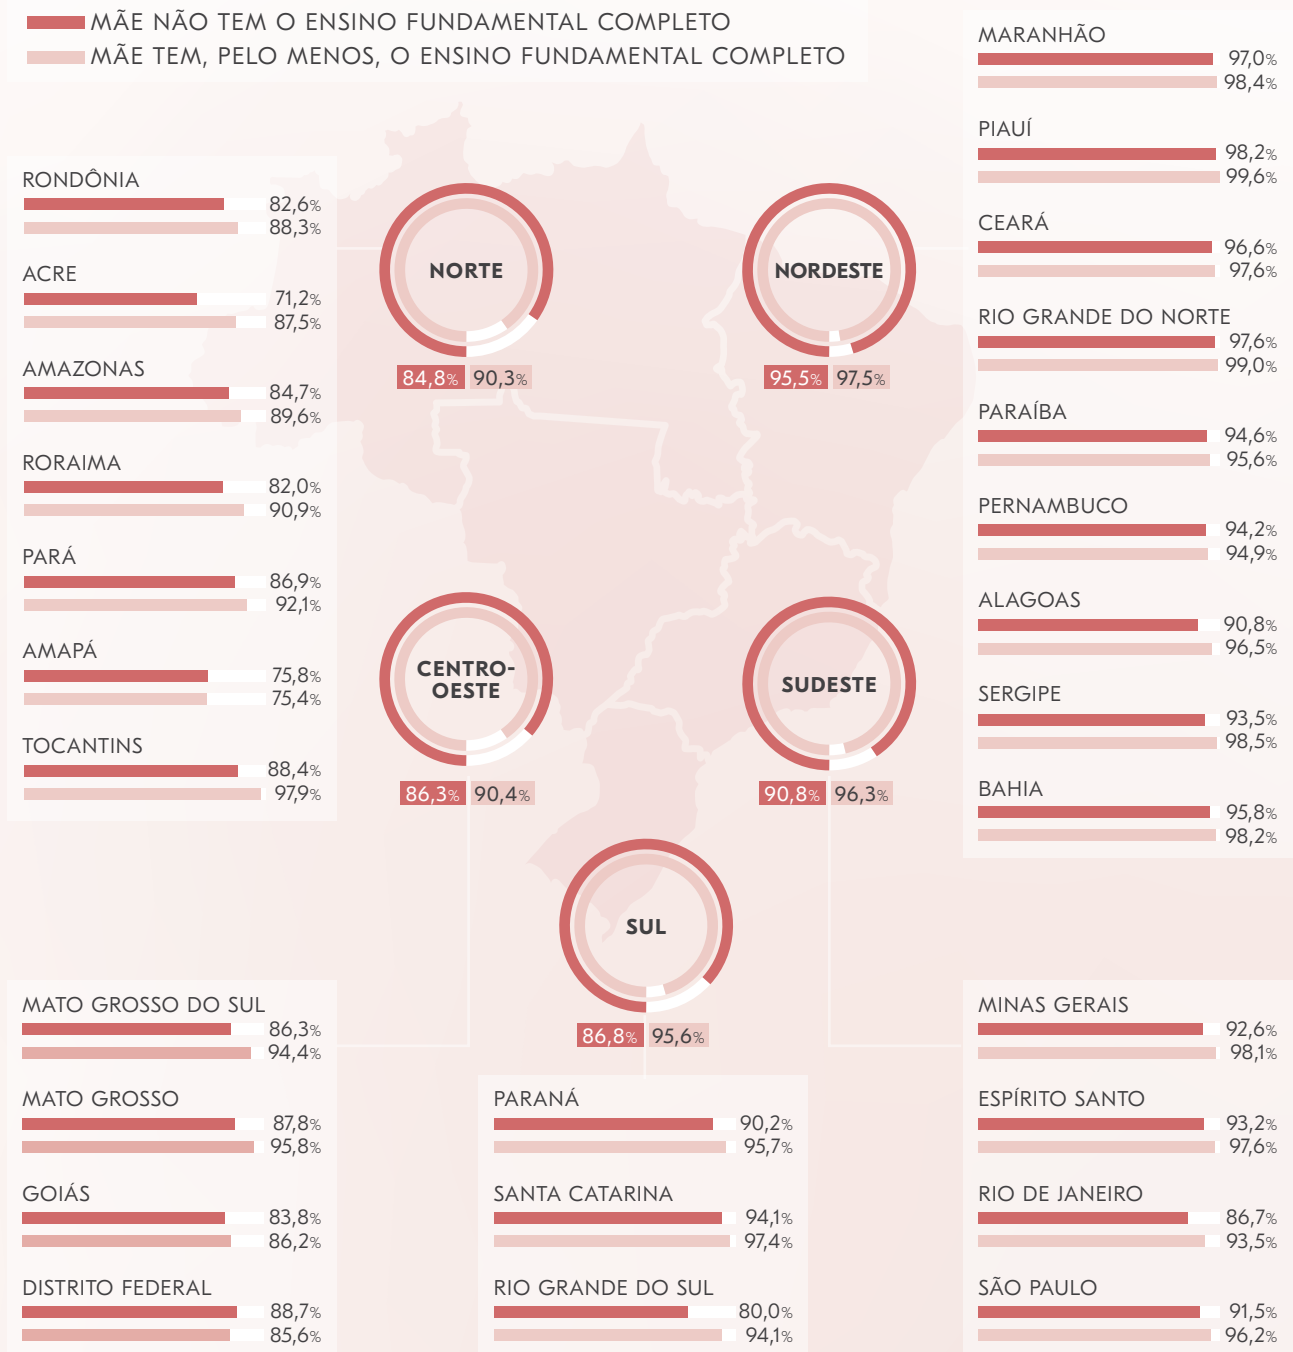 MÃE NÃO TEM O ENSINO FUNDAMENTAL COMPLETO
MÃE TEM, PELO MENOS, O ENSINO FUNDAMENTAL COMPLETO
RONDÔNIA
82,6%
88,3%
ACRE
71,2%
87,5%
AMAZONAS
84,7%
89,6%
RORAIMA
82,0%
90,9%
PARÁ
86,9%
92,1%
AMAPÁ
75,8%
75,4%
TOCANTINS
88,4%
97,9%
NORTE
84,8% 90,3%
NORDESTE
95,5% 97,5%
MARANHÃO
97,0%
98,4%
PIAUÍ
98,2%
99,6%
CEARÁ
96,6%
97,6%
RIO GRANDE DO NORTE
97,6%
99,0%
PARAÍBA
94,6%
95,6%
PERNAMBUCO
94,2%
94,9%
ALAGOAS
90,8%
96,5%
SERGIPE
93,5%
98,5%
BAHIA
95,8%
98,2%
CENTRO-
OESTE
86,3% 90,4%
SUDESTE
90,8% 96,3%
SUL
86,8% 95,6%
MATO GROSSO DO SUL
86,3%
94,4%
MATO GROSSO
87,8%
95,8%
GOIÁS
83,8%
86,2%
DISTRITO FEDERAL
88,7%
85,6%
PARANÁ
90,2%
95,7%
SANTA CATARINA
94,1%
97,4%
RIO GRANDE DO SUL
80,0%
94,1%
MINAS GERAIS
92,6%
98,1%
ESPÍRITO SANTO
93,2%
97,6%
RIO DE JANEIRO
86,7%
93,5%
SÃO PAULO
91,5%
96,2%